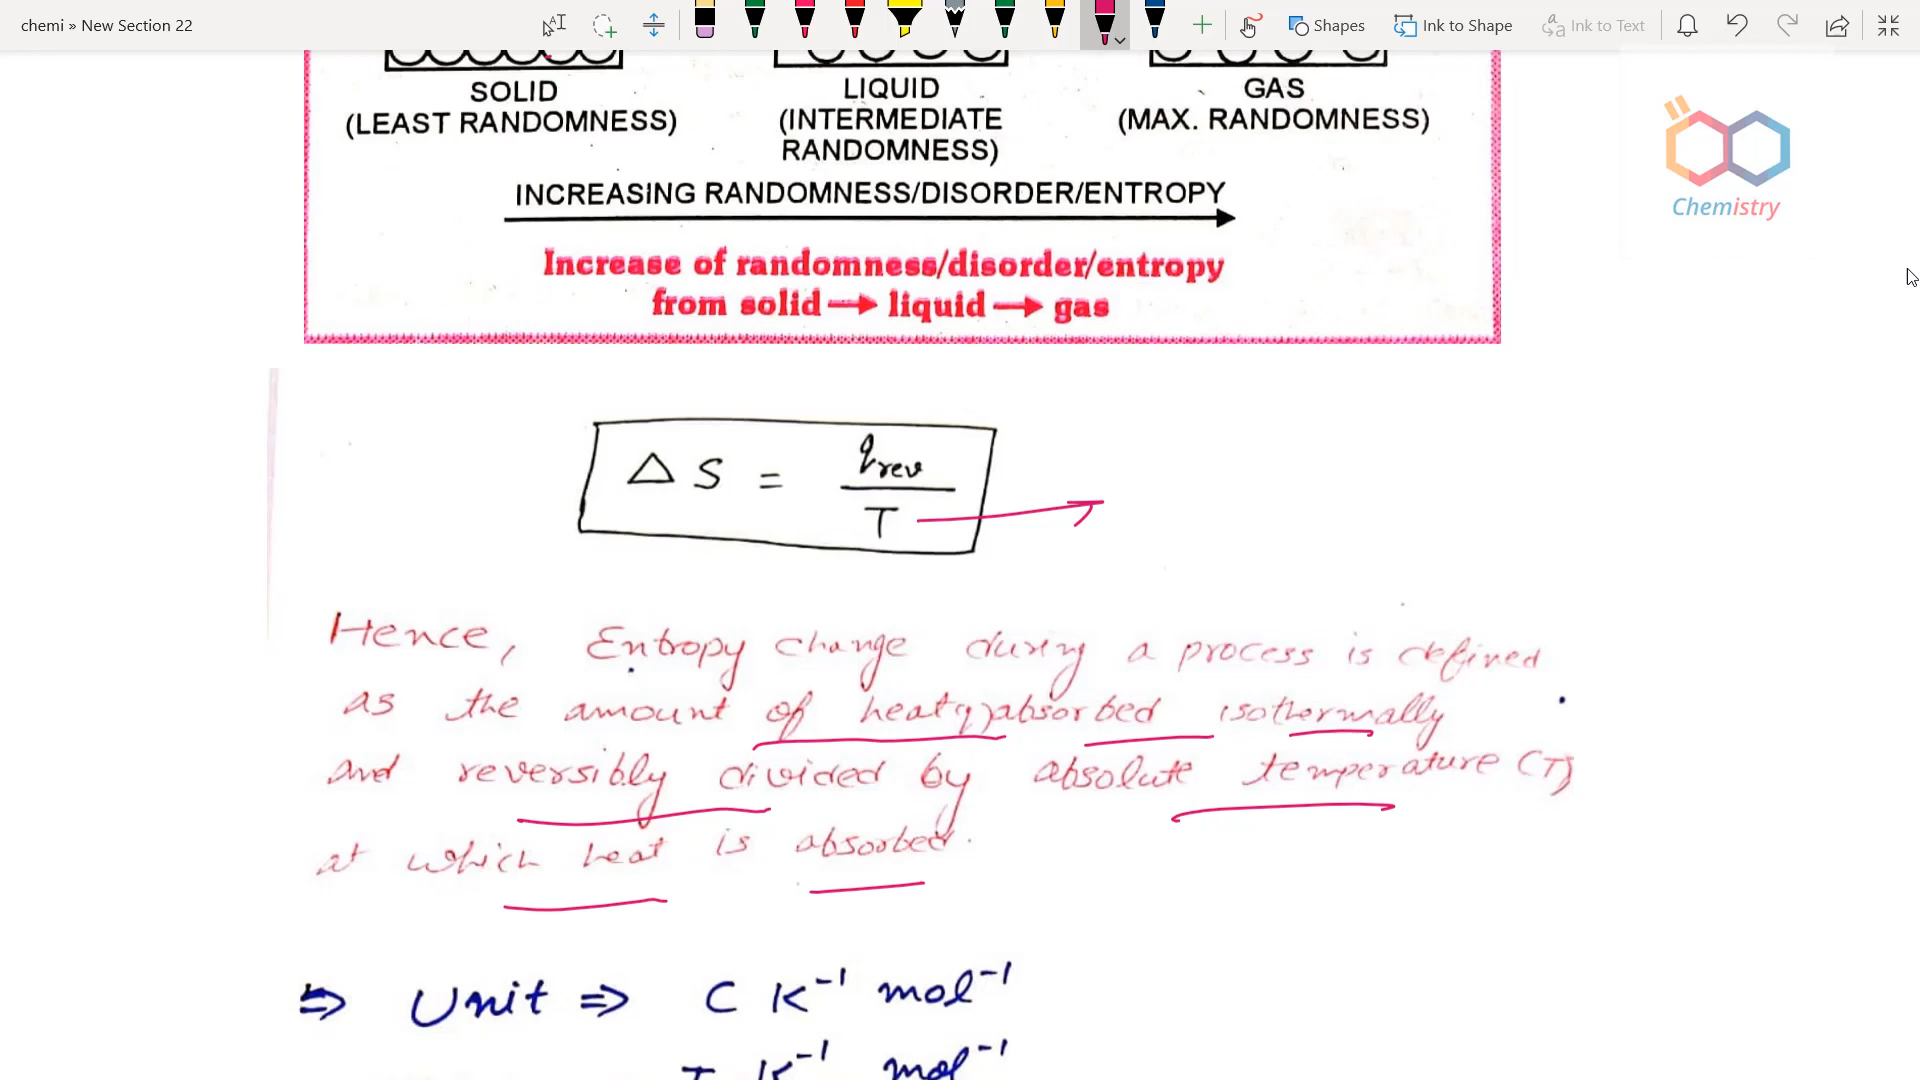 chemi » New Section 22
Shapes
Ink to Shape
Ink to Text
SOLID
(LEAST RANDOMNESS)
LIQUID
(INTERMEDIATE
RANDOMNESS)
GAS
(MAX. RANDOMNESS)
INCREASING RANDOMNESS/DISORDER/ENTROPY
Increase of randomness/disorder/entropy
from solid → liquid → gas
Chemistry
Δ S = qrev / T
Hence, Entropy change during a process is defined
as the amount of heat(q) absorbed isothermally
and reversibly divided by absolute temperature (T)
at which heat is absorbed.
⇒ Unit ⇒ C K⁻¹ mol⁻¹
J K⁻¹ mol⁻¹